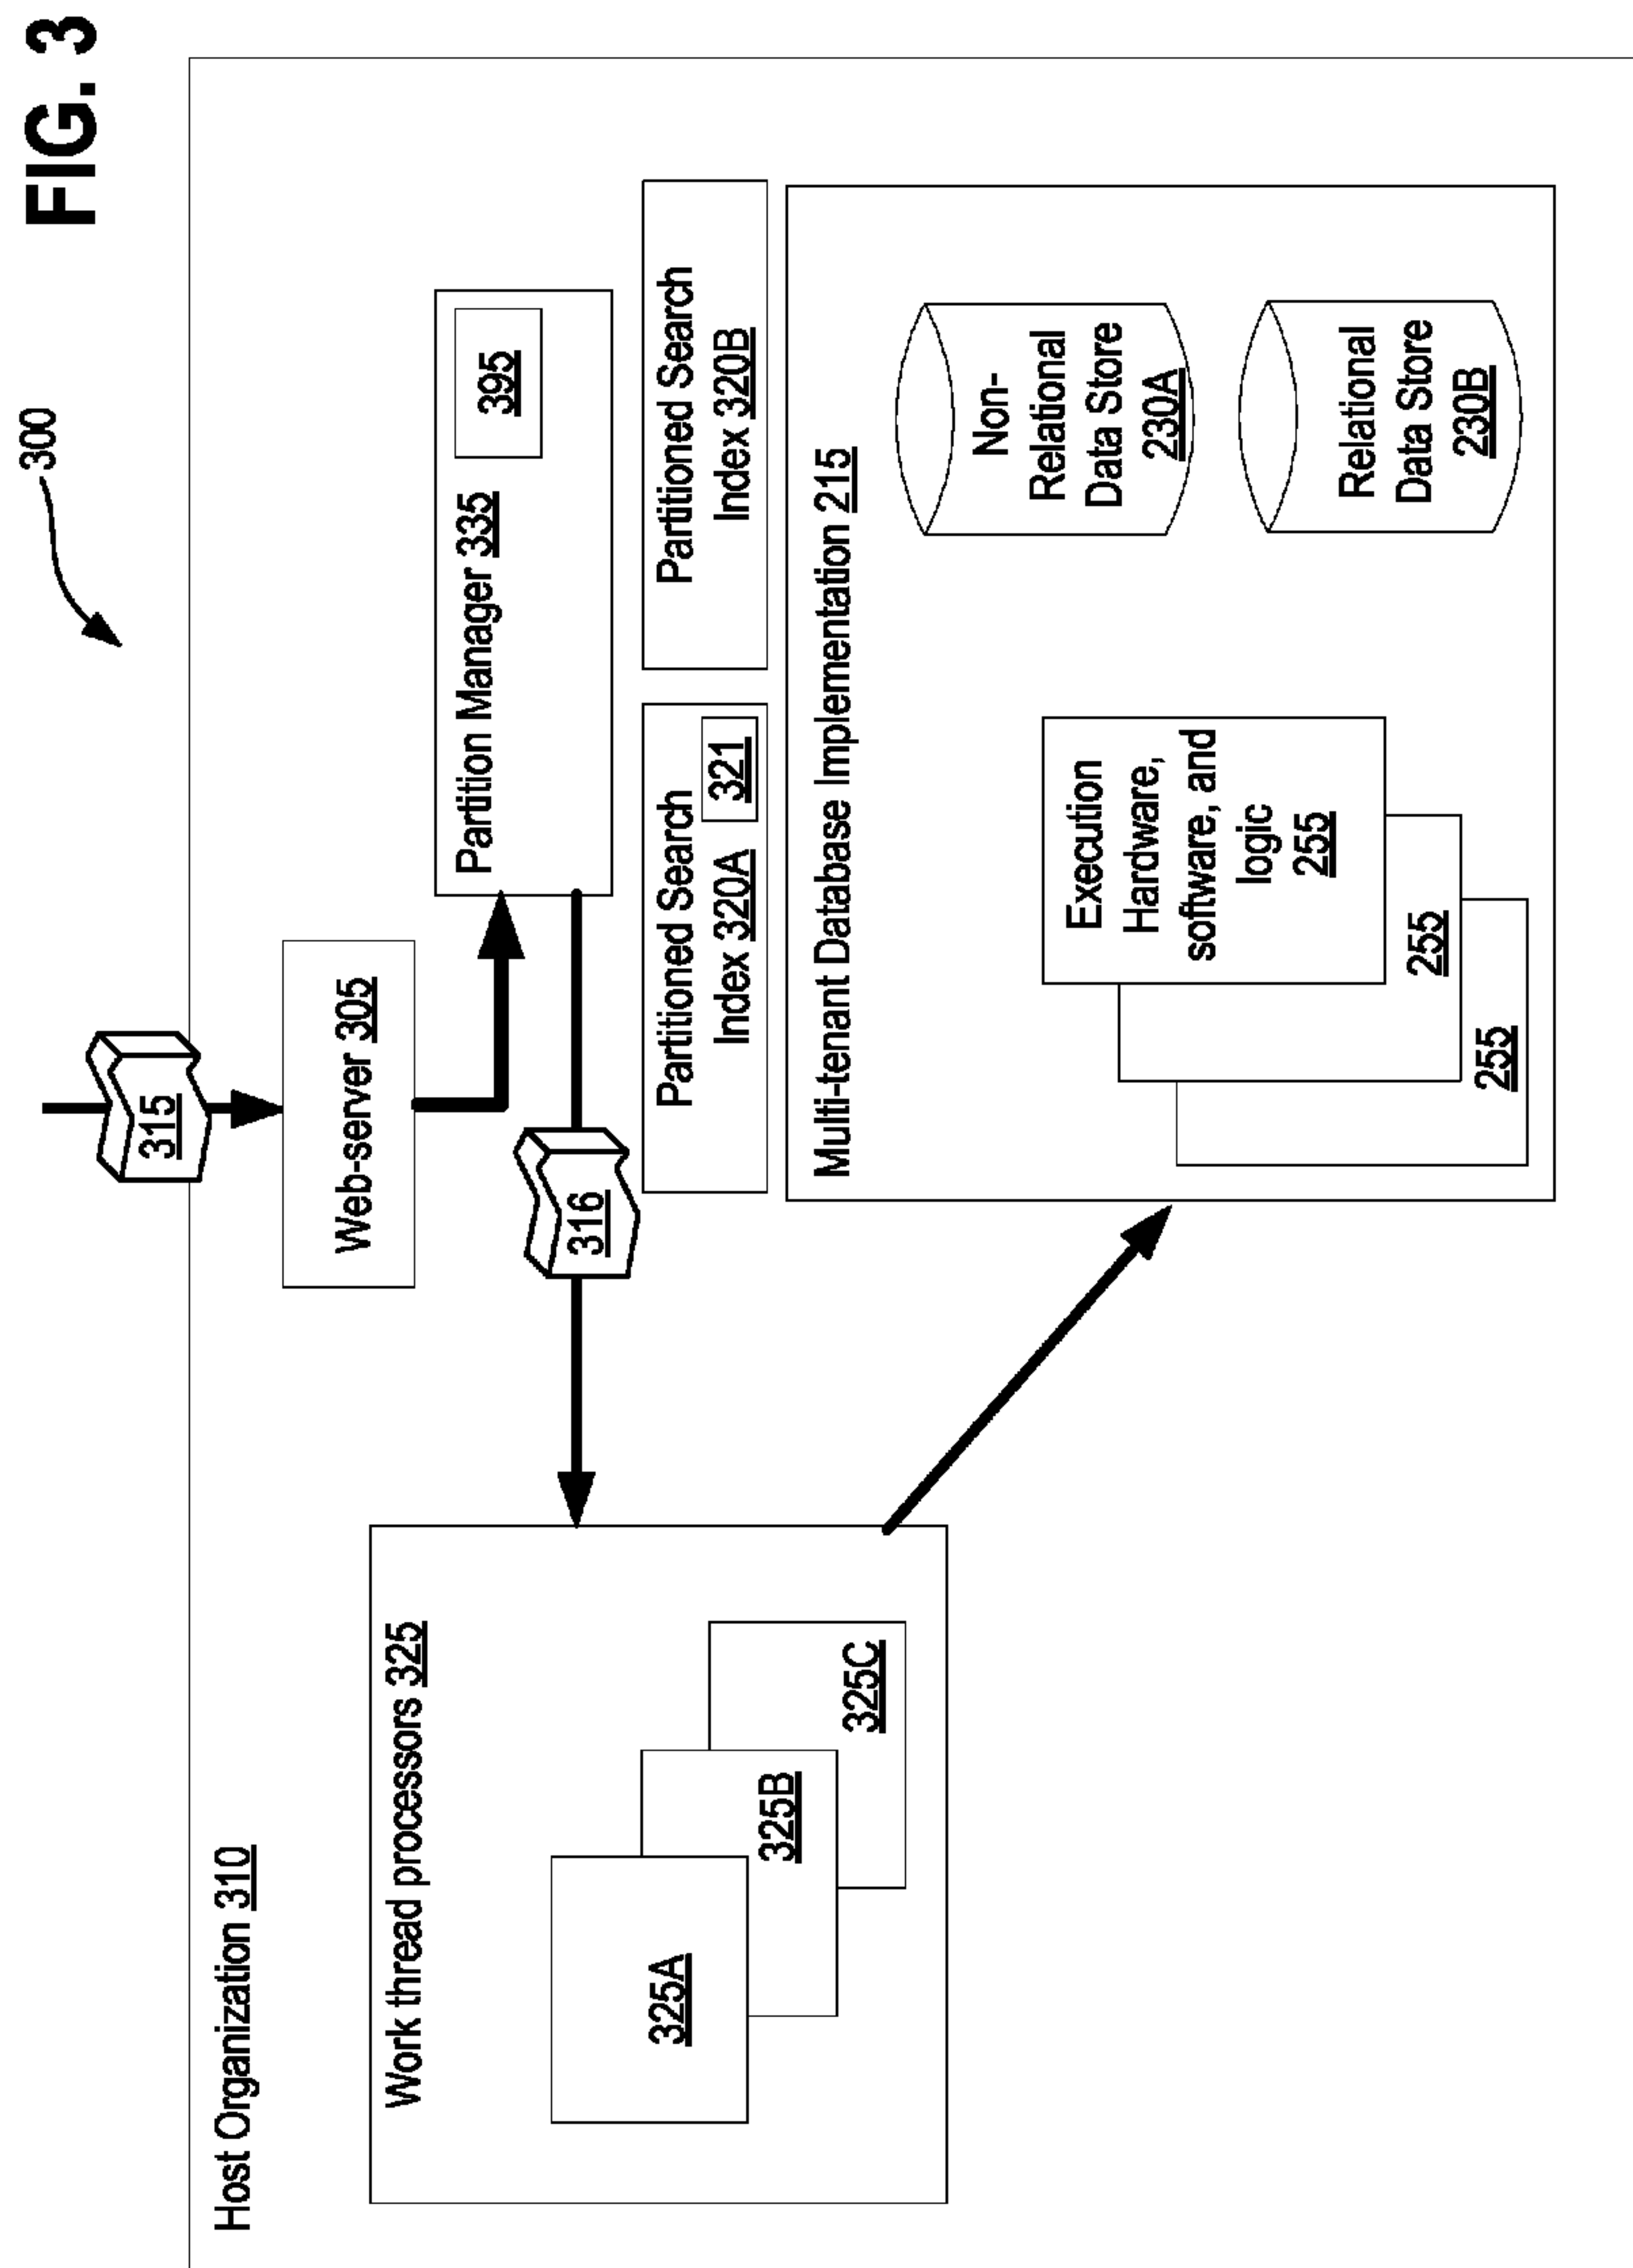 FIG. 3
300
315
Host Organization 310
Web-server 305
Work thread processors 325
325A
325B
325C
316
Partition Manager 335
395
Partitioned Search
Index 320A
321
Partitioned Search
Index 320B
Multi-tenant Database Implementation 215
Execution
Hardware,
software, and
logic
255
255
255
Non-
Relational
Data Store
230A
Relational
Data Store
230B